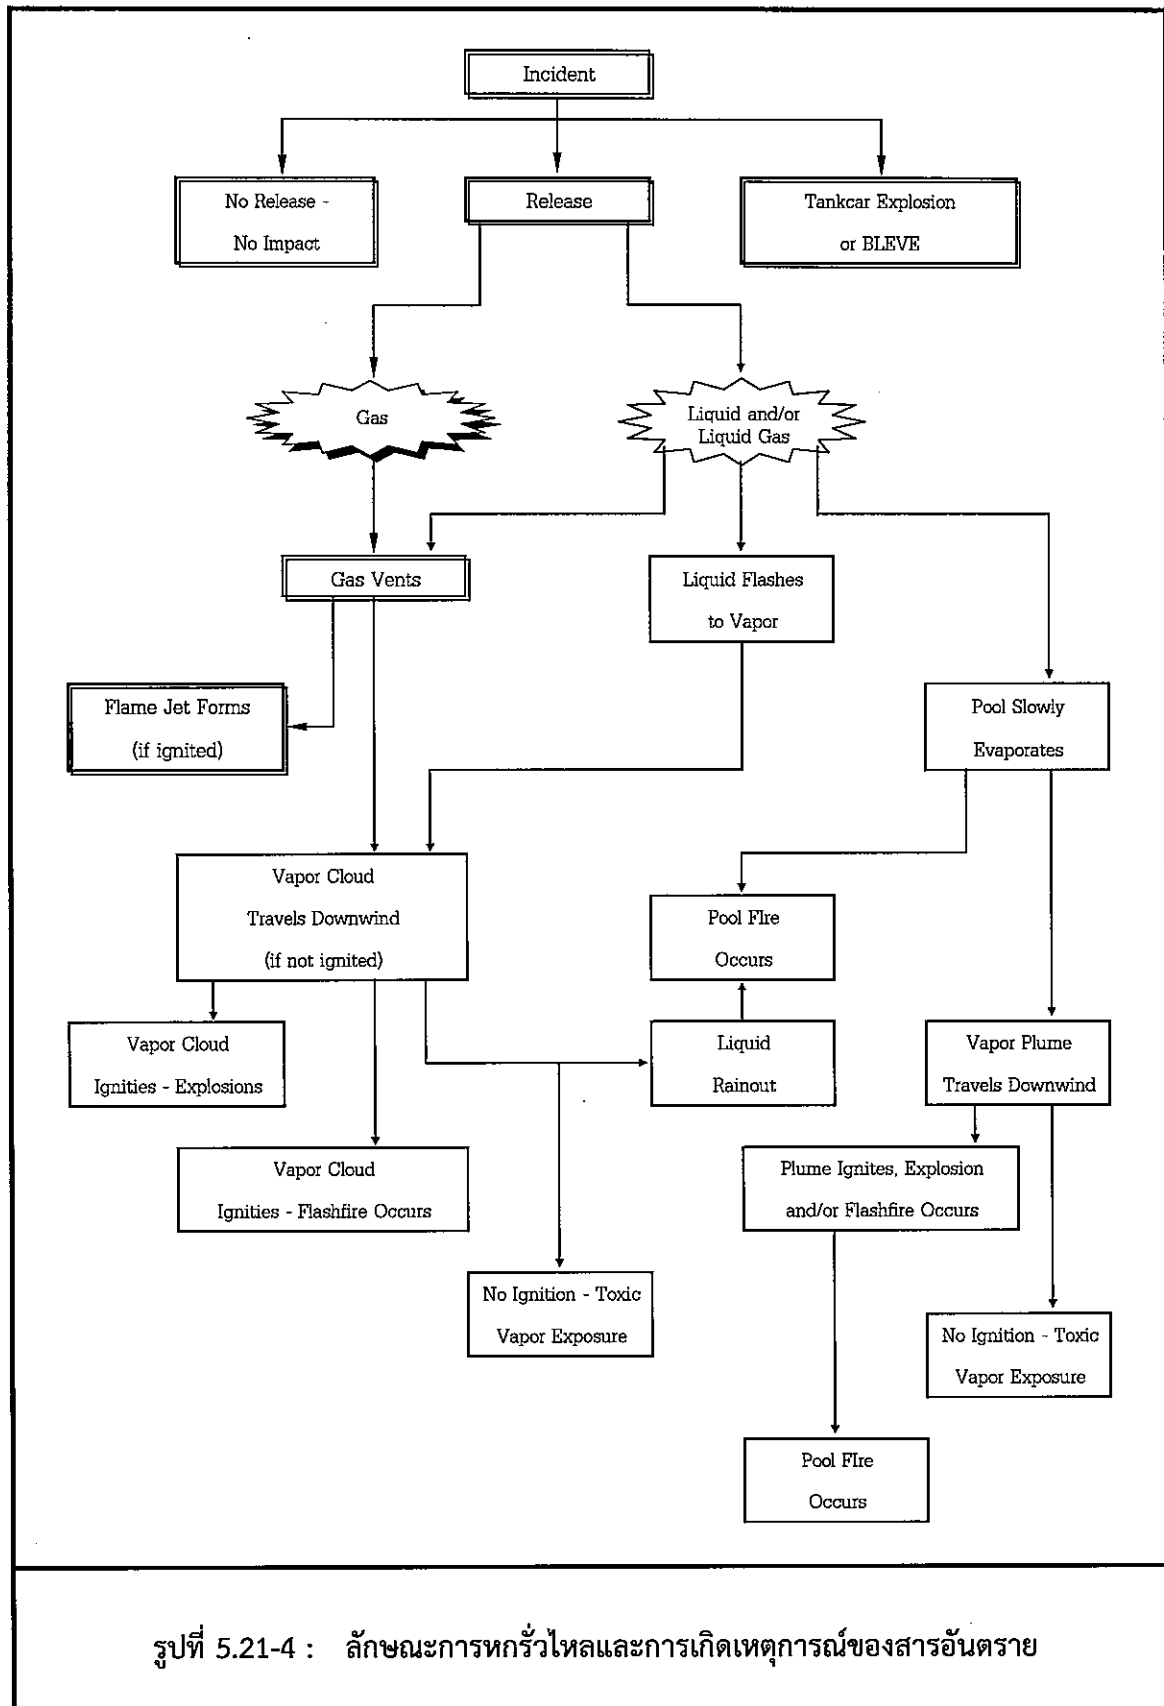 Incident
No Release -
No Impact
Release
Tankcar Explosion
or BLEVE
Gas
Liquid and/or
Liquid Gas
Gas Vents
Liquid Flashes
to Vapor
Flame Jet Forms
(if ignited)
Pool Slowly
Evaporates
Vapor Cloud
Travels Downwind
(if not ignited)
Pool FIre
Occurs
Vapor Cloud
Ignities - Explosions
Liquid
Rainout
Vapor Plume
Travels Downwind
Vapor Cloud
Ignities - Flashfire Occurs
Plume Ignites, Explosion
and/or Flashfire Occurs
No Ignition - Toxic
Vapor Exposure
No Ignition - Toxic
Vapor Exposure
Pool FIre
Occurs
รูปที่ 5.21-4 : ลักษณะการหกรั่วไหลและการเกิดเหตุการณ์ของสารอันตราย